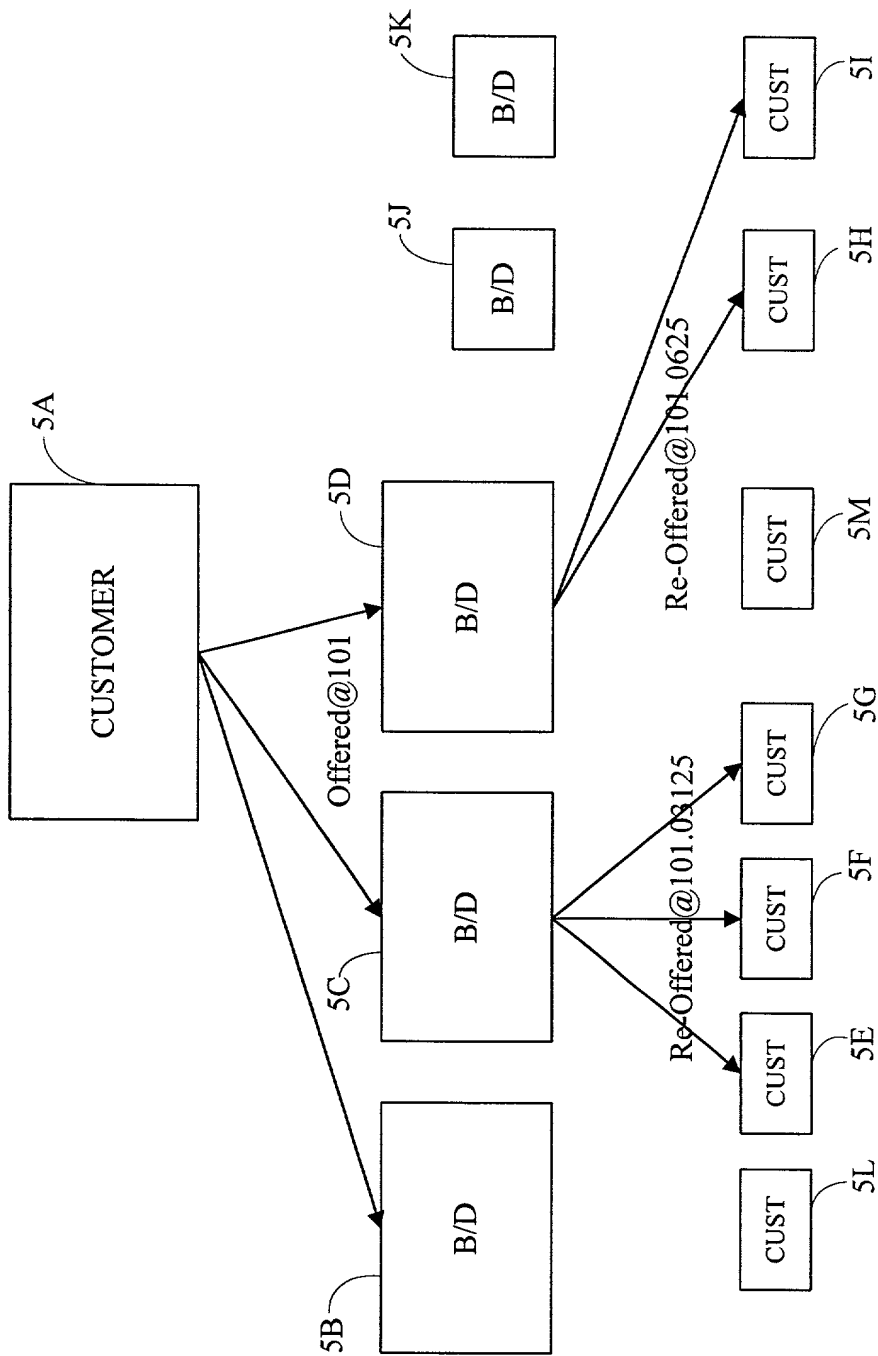 5A
CUSTOMER
Offered@101
5B
B/D
5C
B/D
5D
B/D
5J
B/D
5K
B/D
Re-Offered@101.03125
Re-Offered@101.0625
CUST
5L
CUST
5E
CUST
5F
CUST
5G
CUST
5M
CUST
5H
CUST
5I